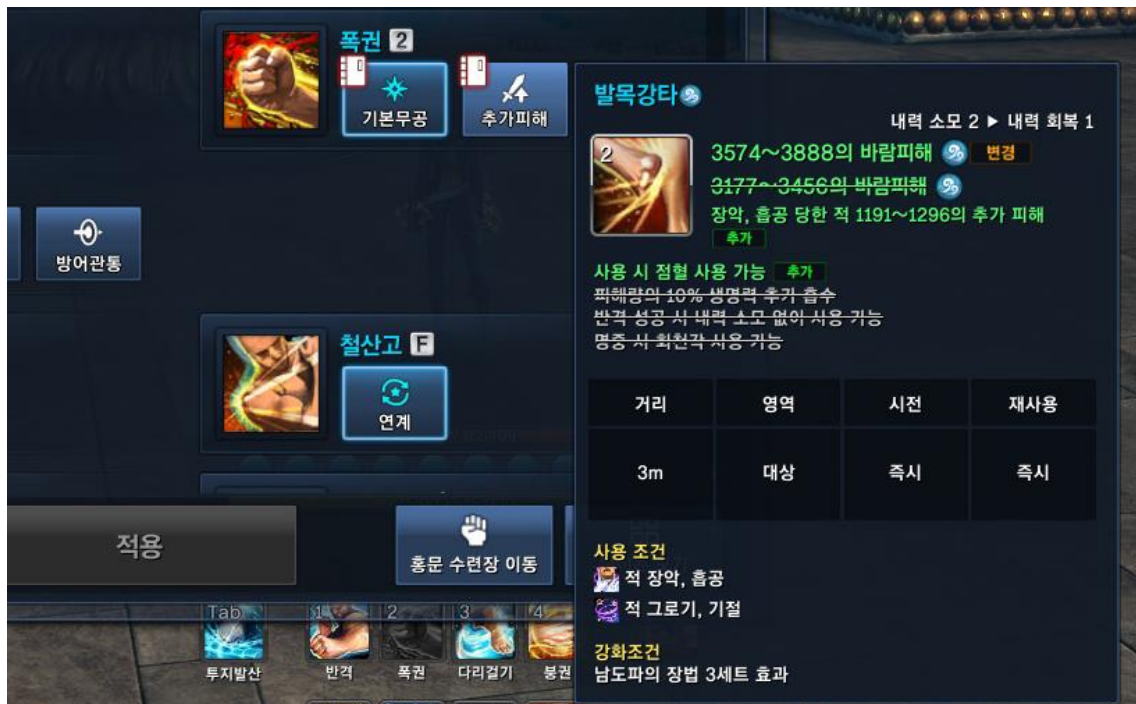 폭권 2
기본무공
추가피해
방어관통
철산고 F
연계
적용
홍문 수련장 이동
Tab
1
2
3
4
투지발산
반격
폭권
다리걸기
붕권
발목강타
내력 소모 2 ▶ 내력 회복 1
2
3574~3888의 바람피해 변경
3177~3456의 바람피해
장악, 흡공 당한 적 1191~1296의 추가 피해
추가
사용 시 점혈 사용 가능 추가
피해량의 10% 생명력 추가 흡수
반격 성공 시 내력 소모 없이 사용 가능
명중 시 회천각 사용 가능
거리 영역 시전 재사용
3m 대상 즉시 즉시
사용 조건
적 장악, 흡공
적 그로기, 기절
강화조건
남도파의 장법 3세트 효과